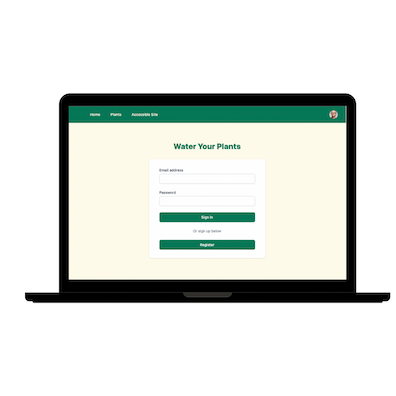 Home Plants Accessible Site
Water Your Plants
Email address
Password
Sign in
Or sign up below
Register